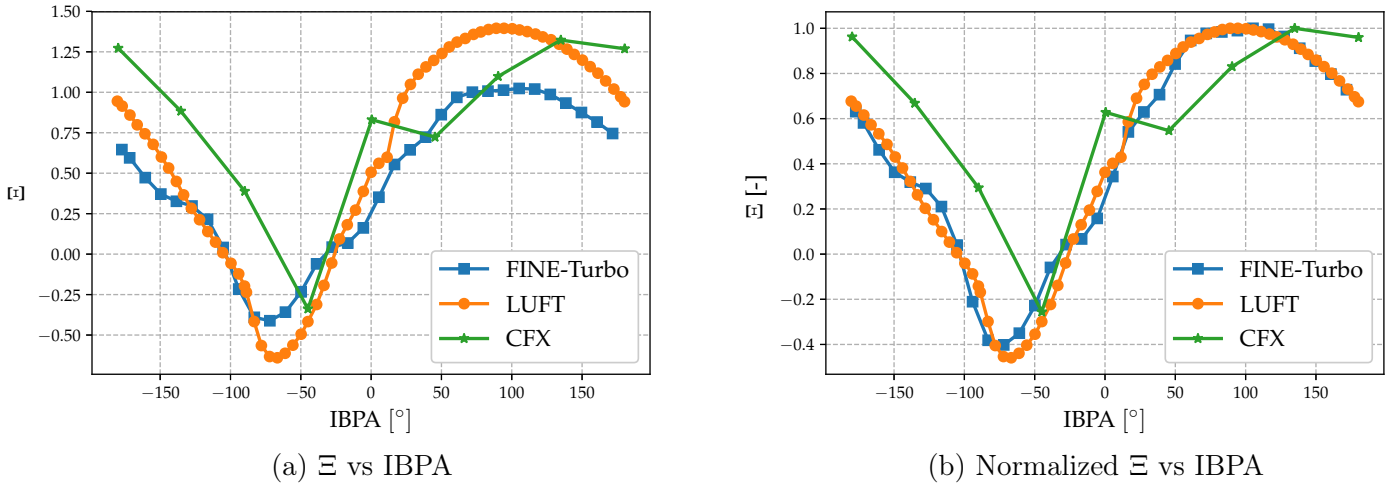 1.50
1.25
1.00
0.75
0.50
0.25
0.00
−0.25
−0.50
Ξ
−150
−100
−50
0
50
100
150
IBPA [°]
FINE-Turbo
LUFT
CFX
(a) Ξ vs IBPA
1.0
0.8
0.6
0.4
0.2
0.0
−0.2
−0.4
Ξ [-]
−150
−100
−50
0
50
100
150
IBPA [°]
FINE-Turbo
LUFT
CFX
(b) Normalized Ξ vs IBPA